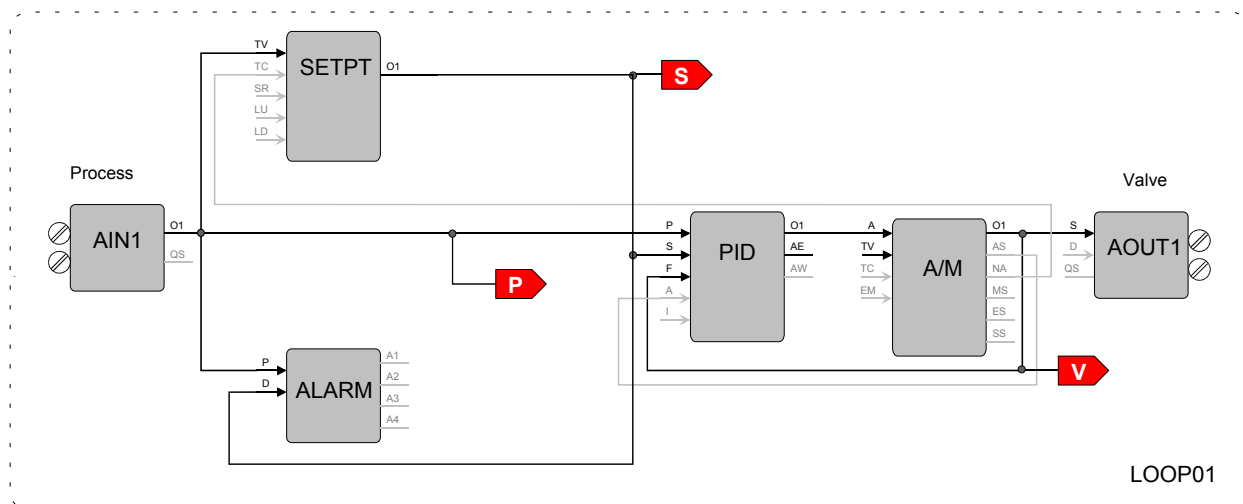 TV
TC
SR
LU
LD
SETPT
O1
S
Process
AIN1
O1
QS
P
P
D
ALARM
A1
A2
A3
A4
P
S
F
A
I
PID
O1
AE
AW
A
TV
TC
EM
A/M
O1
AS
NA
MS
ES
SS
Valve
S
D
QS
AOUT1
V
LOOP01